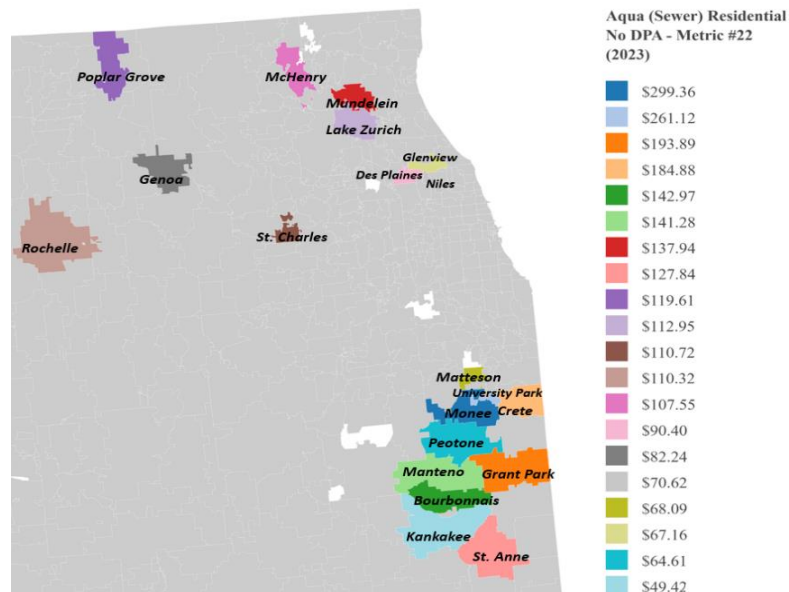 Aqua (Sewer) Residential
No DPA - Metric #22
(2023)
$299.36
$261.12
$193.89
$184.88
$142.97
$141.28
$137.94
$127.84
$119.61
$112.95
$110.72
$110.32
$107.55
$90.40
$82.24
$70.62
$68.09
$67.16
$64.61
$49.42
Poplar Grove
McHenry
Mundelein
Lake Zurich
Glenview
Des Plaines
Niles
Genoa
St. Charles
Rochelle
Matteson
University Park
Monee
Crete
Peotone
Manteno
Grant Park
Bourbonnais
Kankakee
St. Anne